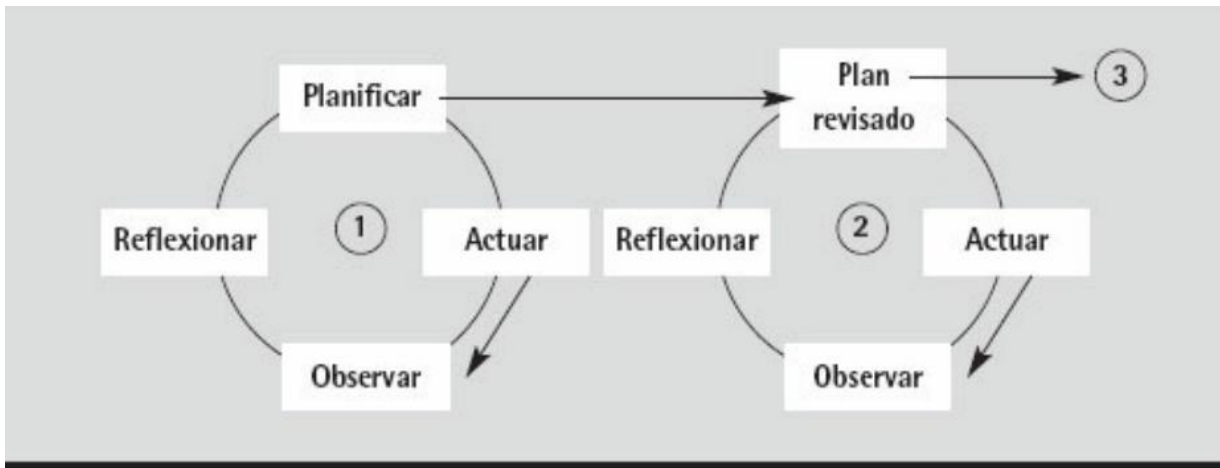 Planificar
Plan
revisado
3
Reflexionar
1
Actuar
Reflexionar
2
Actuar
Observar
Observar